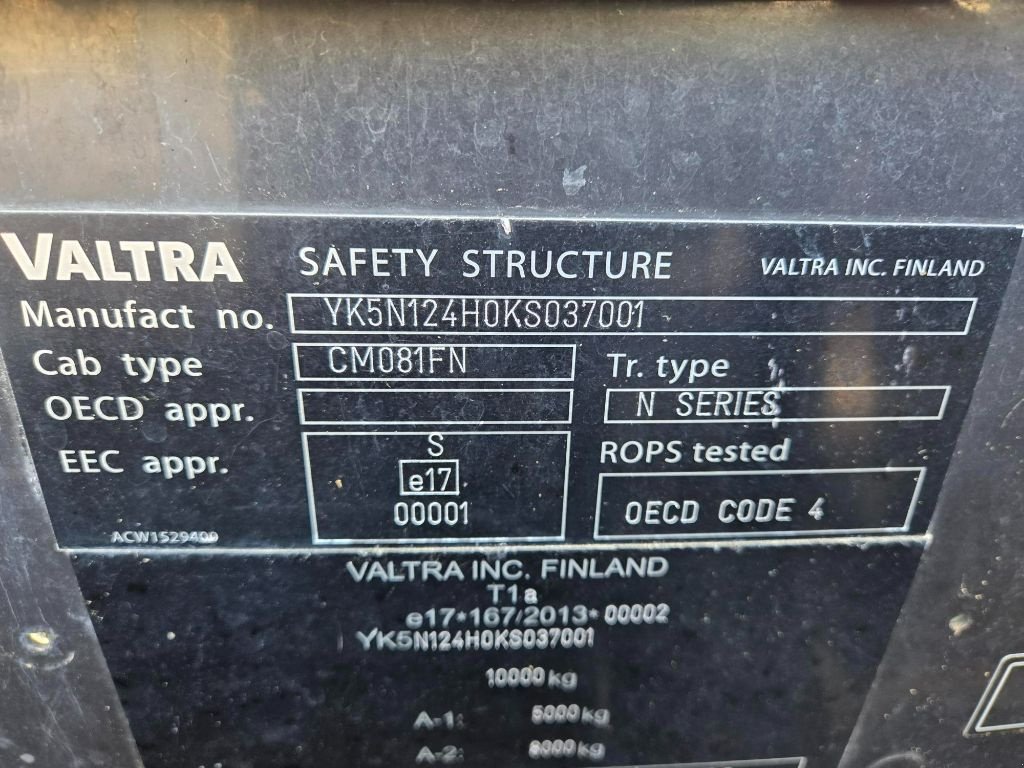 VALTRA SAFETY STRUCTURE VALTRA INC. FINLAND
Manufact no. YK5N124H0KS037001
Cab type CM081FN Tr. type
OECD appr. N SERIES
EEC appr. S ROPS tested
e17
00001 OECD CODE 4
ACW1529400
VALTRA INC. FINLAND
T1a
e17*167/2013*00002
YK5N124H0KS037001
10000 kg
A-1: 5000 kg
A-2: 8000 kg